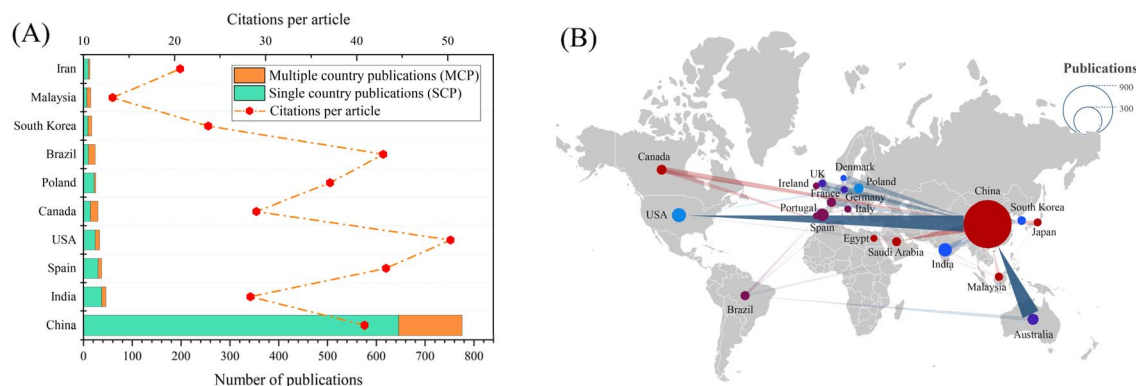 (A)
Citations per article
10 20 30 40 50
Iran
Malaysia
South Korea
Brazil
Poland
Canada
USA
Spain
India
China
Multiple country publications (MCP)
Single country publications (SCP)
Citations per article
0 100 200 300 400 500 600 700 800
Number of publications
(B)
Publications
900
300
Canada
USA
Brazil
Denmark
UK
Poland
Ireland
France
Germany
Portugal
Italy
Spain
Egypt
Saudi Arabia
China
South Korea
Japan
India
Malaysia
Australia